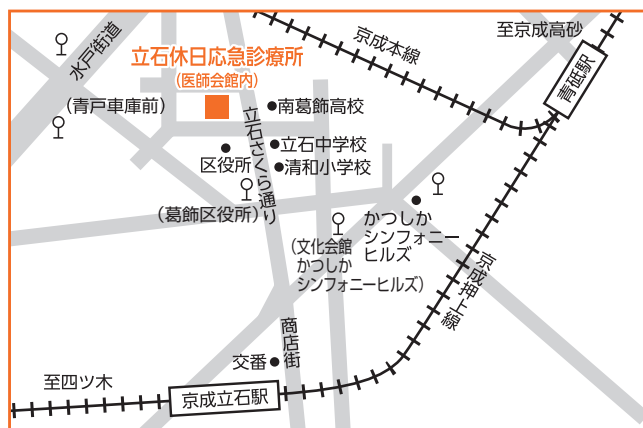 至京成高砂
京成本線
水戸街道
立石休日応急診療所
(医師会館内)
青砥駅
(青戸車庫前)
南葛飾高校
立石さくら通り
立石中学校
区役所
清和小学校
(葛飾区役所)
かつしか
シンフォニー
ヒルズ
(文化会館
かつしか
シンフォニーヒルズ)
京成押上線
商店街
交番
至四ツ木
京成立石駅